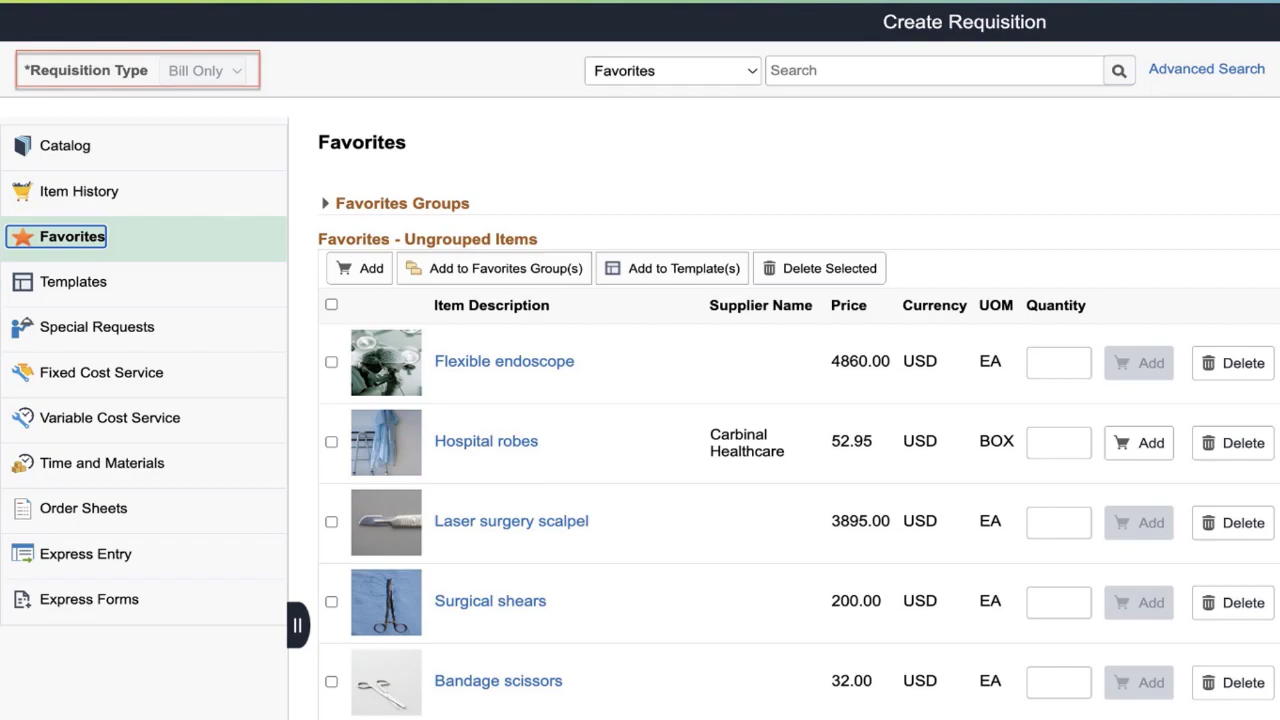 Create Requisition
*Requisition Type Bill Only
Favorites Search Advanced Search
Catalog
Item History
Favorites
Templates
Special Requests
Fixed Cost Service
Variable Cost Service
Time and Materials
Order Sheets
Express Entry
Express Forms
Favorites
Favorites Groups
Favorites - Ungrouped Items
Add Add to Favorites Group(s) Add to Template(s) Delete Selected
Item Description Supplier Name Price Currency UOM Quantity
Flexible endoscope 4860.00 USD EA Add Delete
Hospital robes Carbinal Healthcare 52.95 USD BOX Add Delete
Laser surgery scalpel 3895.00 USD EA Add Delete
Surgical shears 200.00 USD EA Add Delete
Bandage scissors 32.00 USD EA Add Delete